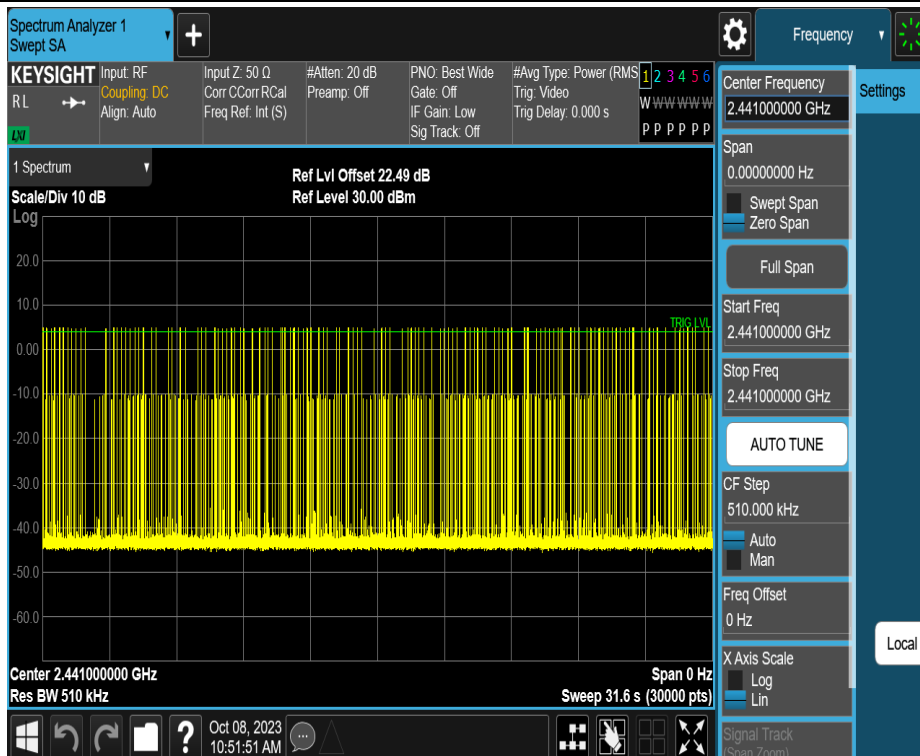 Spectrum Analyzer 1
Swept SA
+
Frequency
KEYSIGHT
RL
LXI
Input: RF
Coupling: DC
Align: Auto
Input Z: 50 Ω
Corr CCorr RCal
Freq Ref: Int (S)
#Atten: 20 dB
Preamp: Off
PNO: Best Wide
Gate: Off
IF Gain: Low
Sig Track: Off
#Avg Type: Power (RMS
Trig: Video
Trig Delay: 0.000 s
1 2 3 4 5 6
W W W W W W
P P P P P P
1 Spectrum
Scale/Div 10 dB
Log
Ref Lvl Offset 22.49 dB
Ref Level 30.00 dBm
20.0
10.0
TRIG LVL
0.00
-10.0
-20.0
-30.0
-40.0
-50.0
-60.0
Center 2.441000000 GHz
Res BW 510 kHz
Span 0 Hz
Sweep 31.6 s (30000 pts)
?
Oct 08, 2023
10:51:51 AM
Center Frequency
2.441000000 GHz
Span
0.00000000 Hz
Swept Span
Zero Span
Full Span
Start Freq
2.441000000 GHz
Stop Freq
2.441000000 GHz
AUTO TUNE
CF Step
510.000 kHz
Auto
Man
Freq Offset
0 Hz
X Axis Scale
Log
Lin
Signal Track
(Span Zoom)
Settings
Local